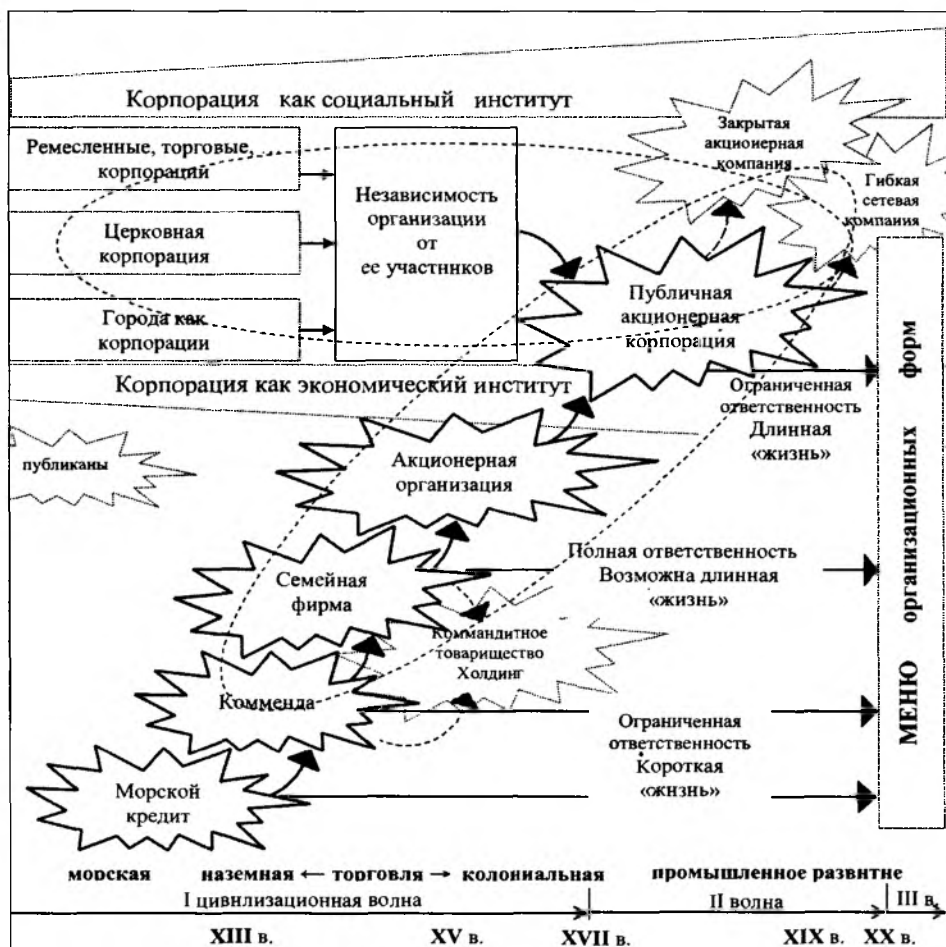 Корпорация как социальный институт
Ремесленные, торговые,
корпораций
Церковная
корпорация
Города как
корпорации
Независимость
организации
от
ее участников
Закрытая
акционерная
компания
Гибкая
сетевая
компания
Публичная
акционерная
корпорация
Корпорация как экономический институт
Ограниченная
ответственность
Длинная
«жизнь»
публиканы
Акционерная
организация
Семейная
фирма
Полная ответственность
Возможна длинная
«жизнь»
Коммандитное
товарищество
Холдинг
Комменда
Ограниченная
ответственность
Короткая
«жизнь»
Морской
кредит
МЕНЮ организационных форм
морская наземная ← торговля → колониальная промышленное развитие
I цивилизационная волна II волна III в.
XIII в. XV в. XVII в. XIX в. XX в.